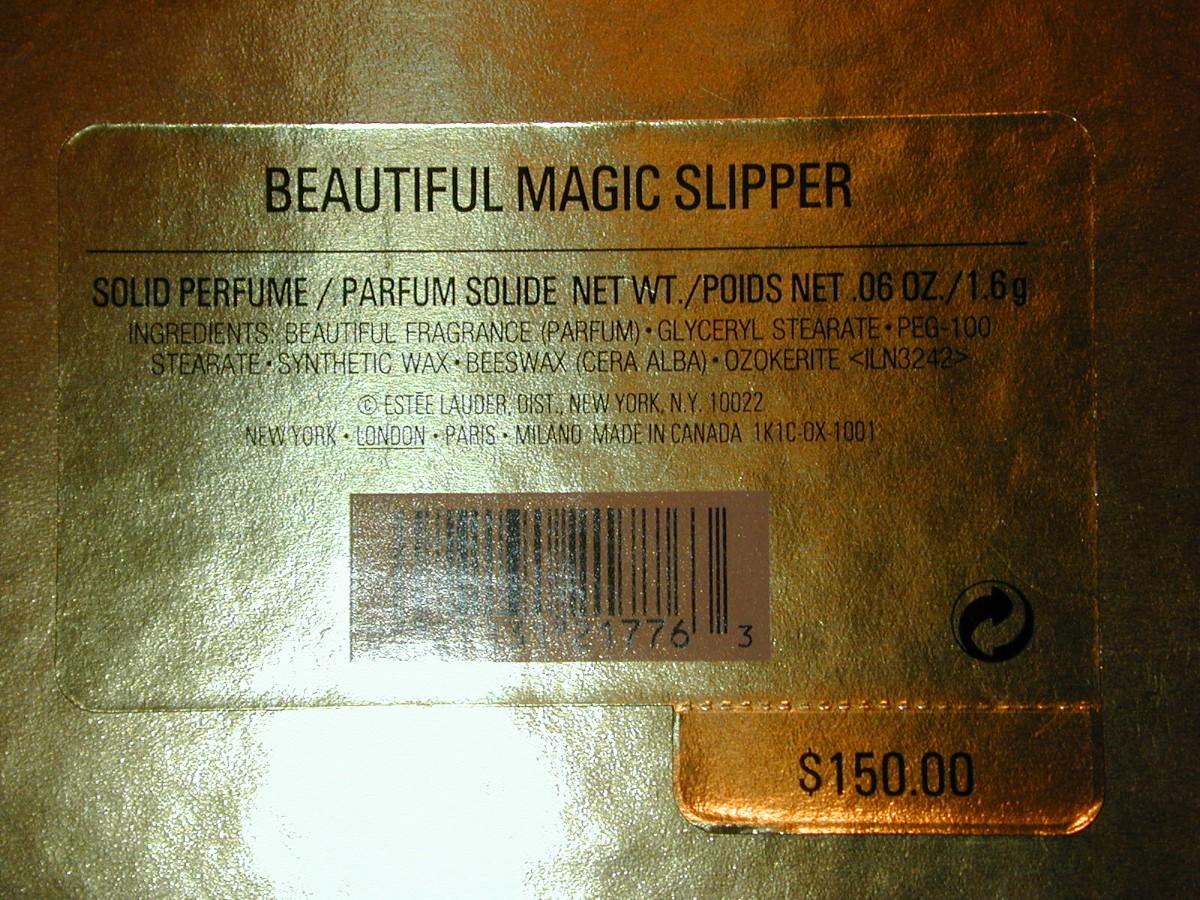 BEAUTIFUL MAGIC SLIPPER
SOLID PERFUME / PARFUM SOLIDE NET WT./POIDS NET .06 OZ./1.6 g
INGREDIENTS: BEAUTIFUL FRAGRANCE (PARFUM) • GLYCERYL STEARATE • PEG-100
STEARATE • SYNTHETIC WAX • BEESWAX (CERA ALBA) • OZOKERITE <ILN3242>
© ESTÉE LAUDER, DIST., NEW YORK, N.Y. 10022
NEW YORK • LONDON • PARIS • MILANO MADE IN CANADA 1K1C-0X-1001
21776 3
$150.00